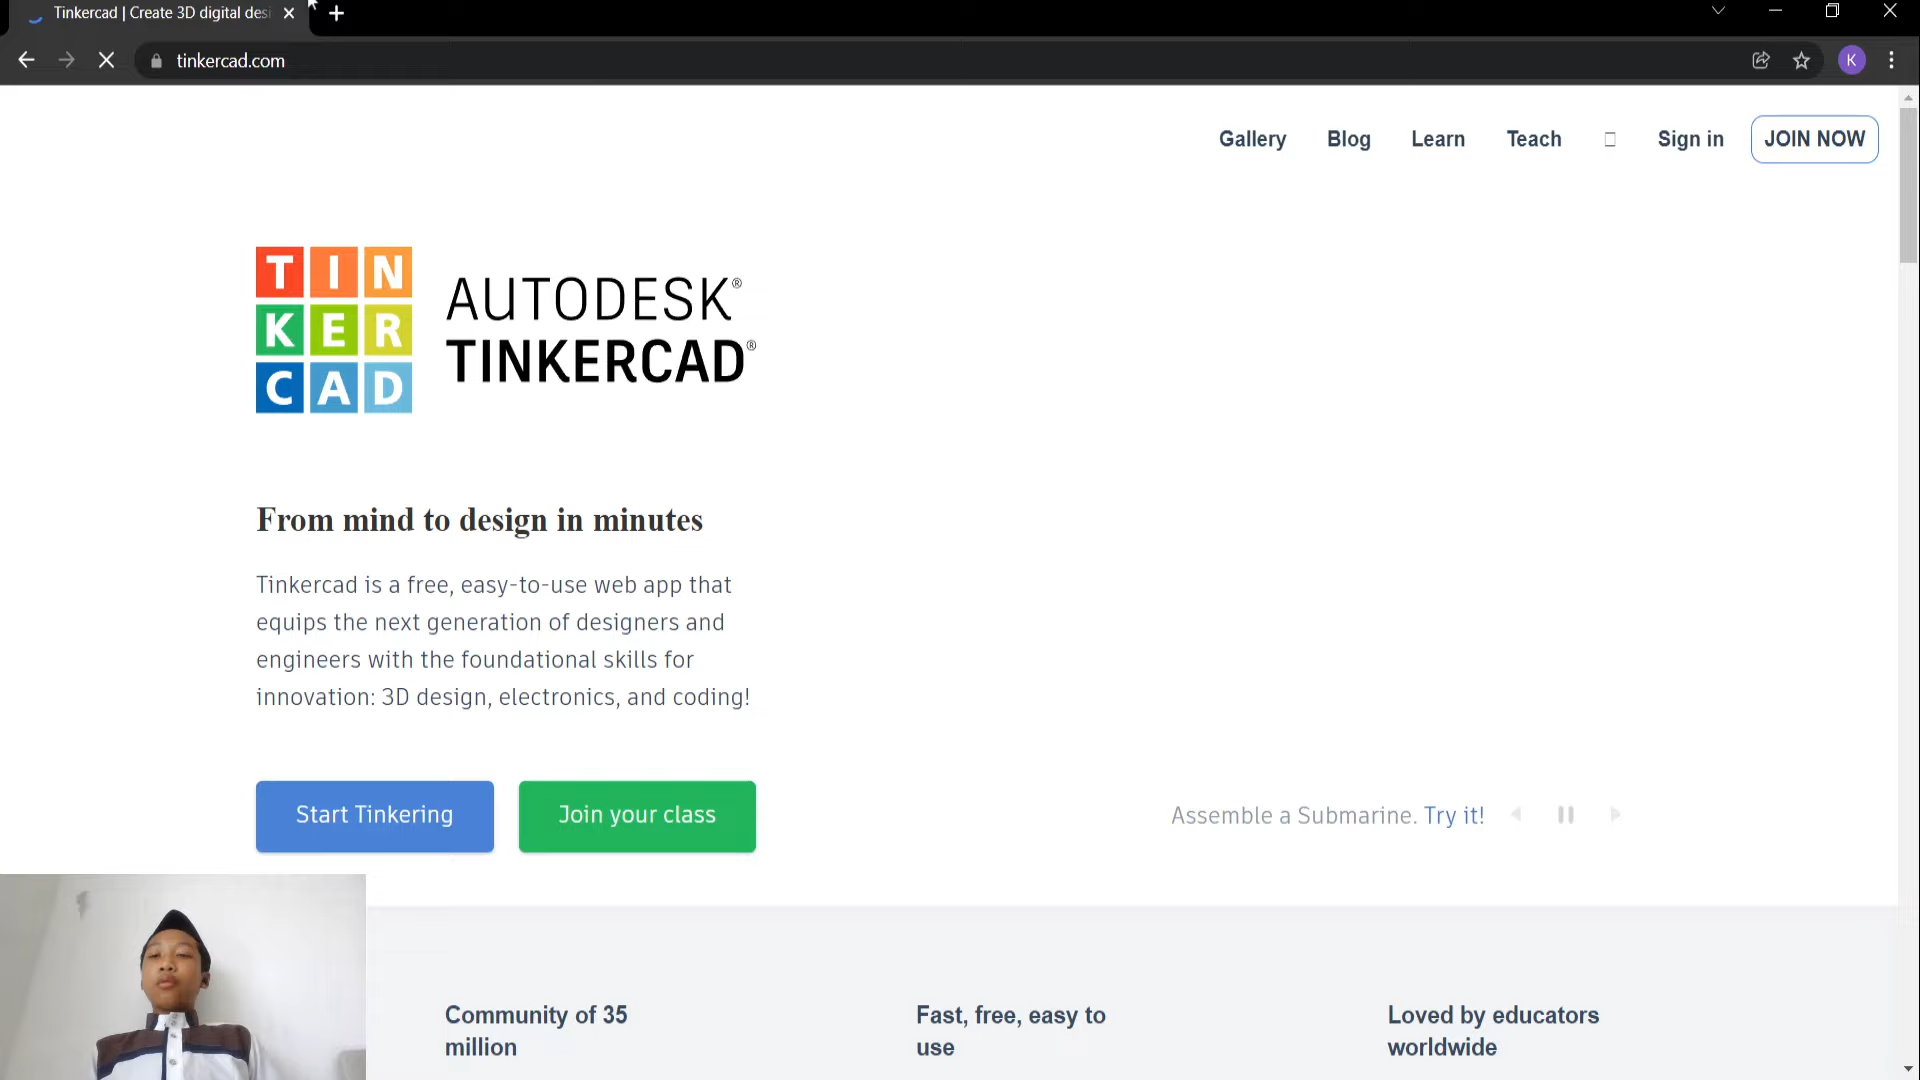 Tinkercad | Create 3D digital desi
tinkercad.com
K
Gallery Blog Learn Teach Sign in JOIN NOW
TIN
KER
CAD
AUTODESK®
TINKERCAD®
From mind to design in minutes
Tinkercad is a free, easy-to-use web app that
equips the next generation of designers and
engineers with the foundational skills for
innovation: 3D design, electronics, and coding!
Start Tinkering Join your class
Assemble a Submarine. Try it!
Community of 35
million
Fast, free, easy to
use
Loved by educators
worldwide